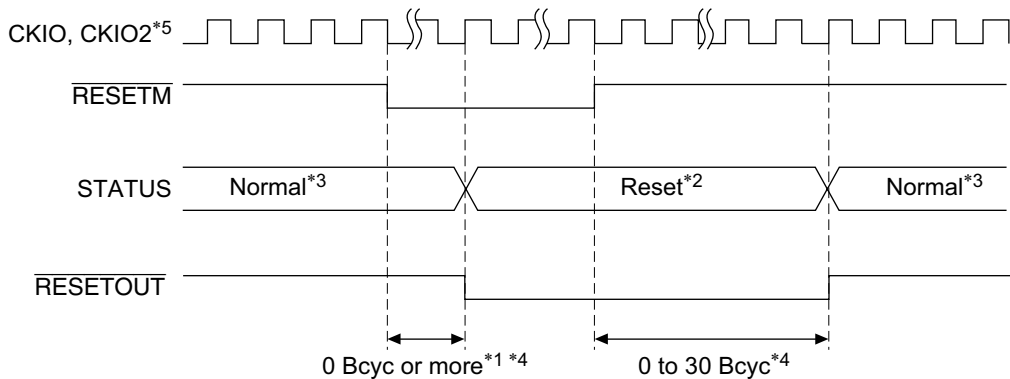 CKIO, CKIO2*5
RESETM
STATUS
Normal*3
Reset*2
Normal*3
RESETOUT
0 Bcyc or more*1 *4
0 to 30 Bcyc*4